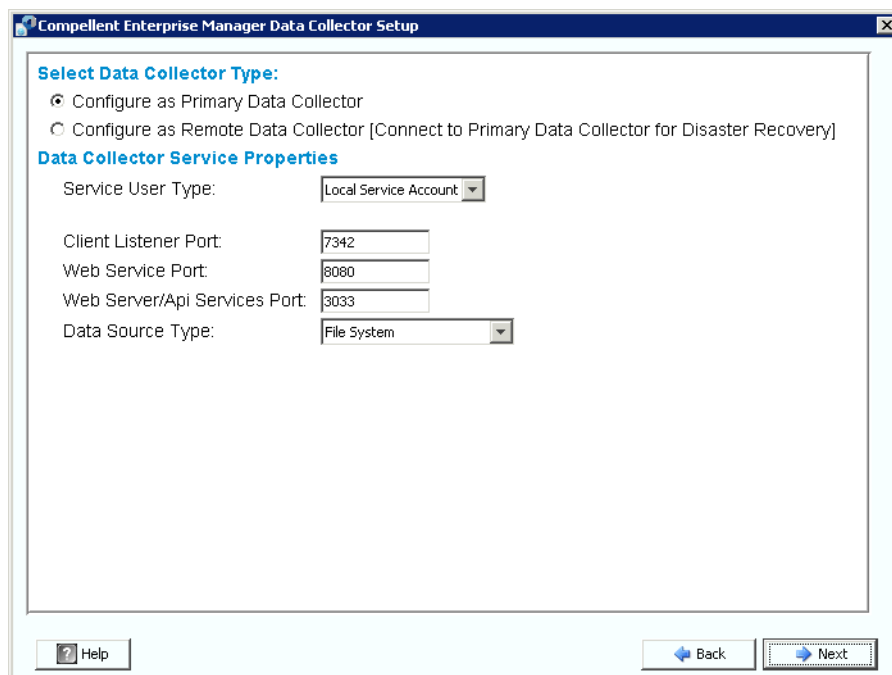 Compellent Enterprise Manager Data Collector Setup
Select Data Collector Type:
Configure as Primary Data Collector
Configure as Remote Data Collector [Connect to Primary Data Collector for Disaster Recovery]
Data Collector Service Properties
Service User Type: Local Service Account
Client Listener Port: 7342
Web Service Port: 8080
Web Server/Api Services Port: 3033
Data Source Type: File System
? Help Back Next